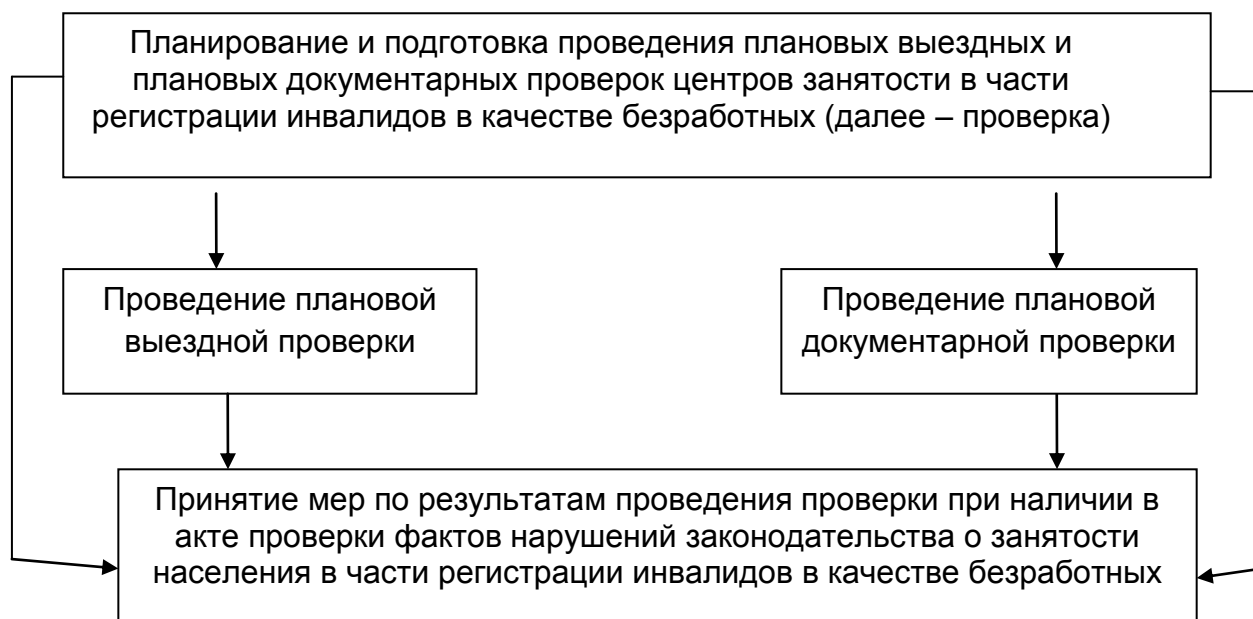 Планирование и подготовка проведения плановых выездных и
плановых документарных проверок центров занятости в части
регистрации инвалидов в качестве безработных (далее – проверка)
Проведение плановой
выездной проверки
Проведение плановой
документарной проверки
Принятие мер по результатам проведения проверки при наличии в
акте проверки фактов нарушений законодательства о занятости
населения в части регистрации инвалидов в качестве безработных